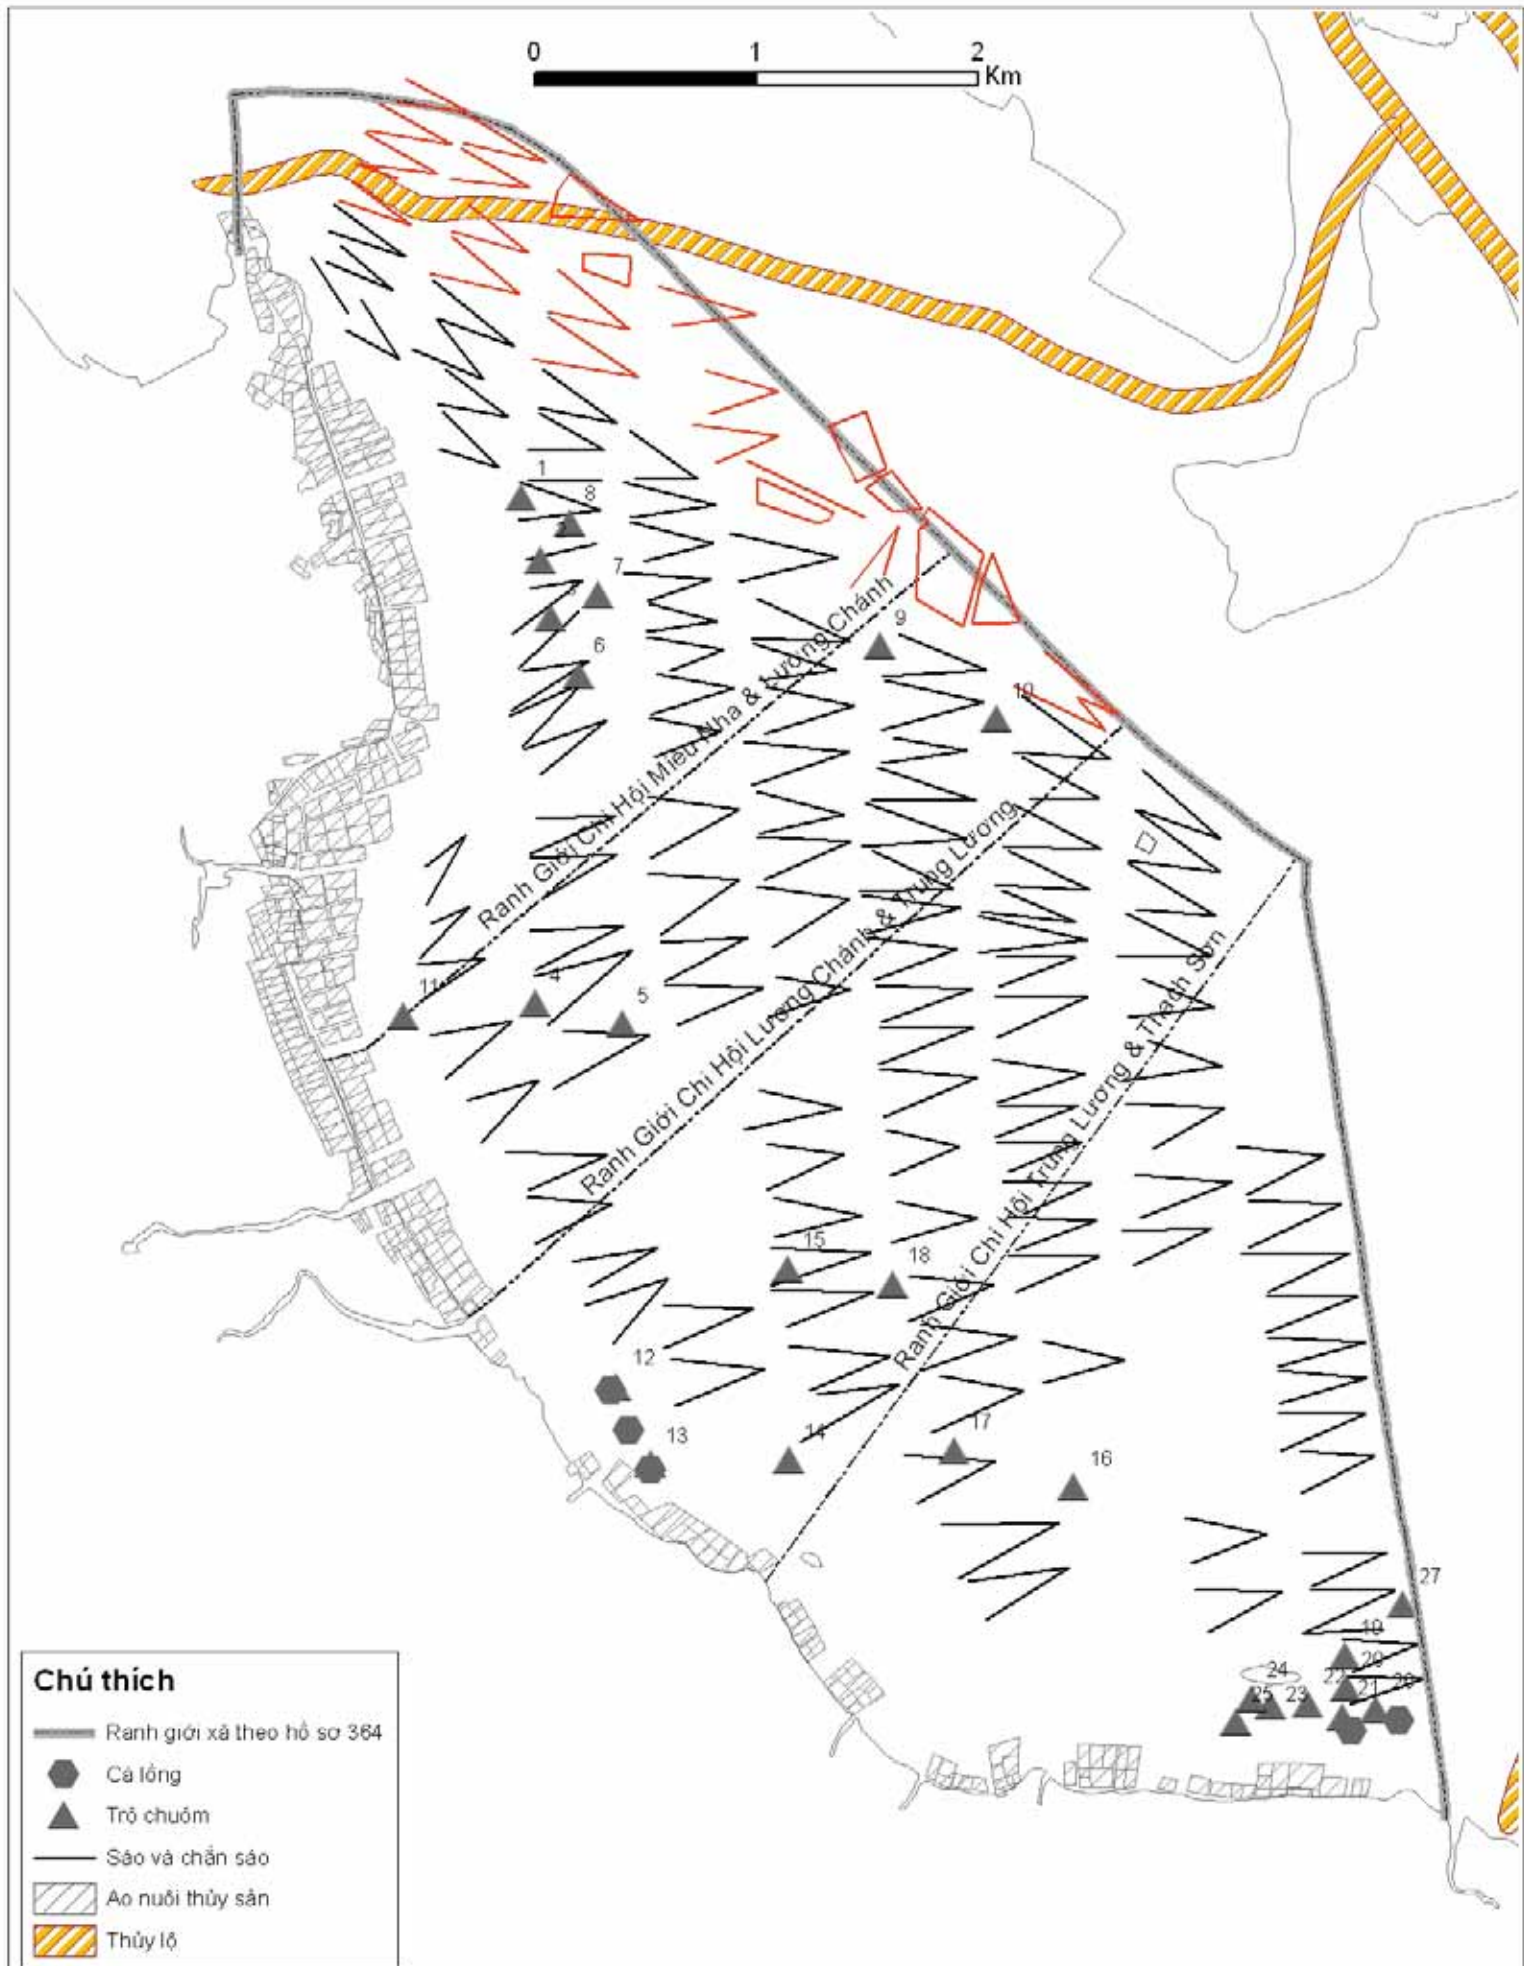 0 1 2
Km
1
8
7
6
9
10
Ranh Giới Chi Hội Miêu Nha & Lương Chánh
Ranh Giới Chi Hội Lương Chánh & Trung Lương
Ranh Giới Chi Hội Trung Lương & Thạch Sơn
11
4
5
15
18
12
13
14
17
16
27
19
20
24
22
25
23
21
Chú thích
Ranh giới xã theo hồ sơ 364
Cá lồng
Trộ chuôm
Sáo và chắn sáo
Ao nuôi thủy sản
Thủy lộ